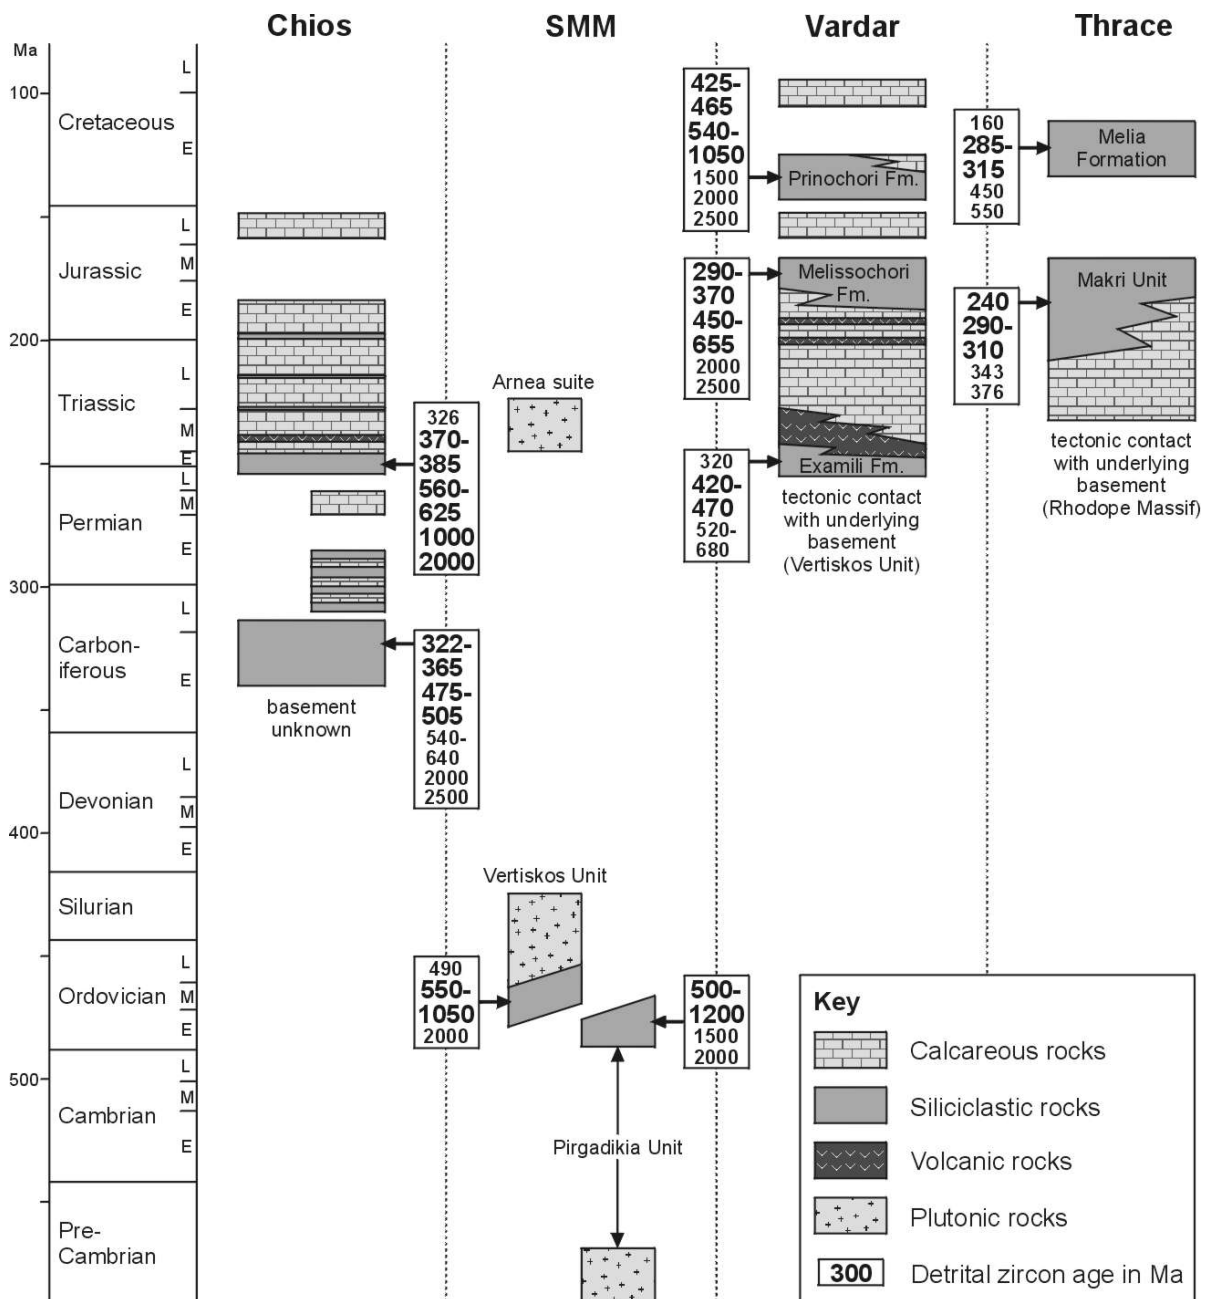 Chios
SMM
Vardar
Thrace
Ma
100
200
300
400
500
Cretaceous
L
E
Jurassic
L
M
E
Triassic
L
M
E
Permian
L
M
E
Carbon-
iferous
L
E
Devonian
L
M
E
Silurian
Ordovician
L
M
E
Cambrian
L
M
E
Pre-
Cambrian
326
370-
385
560-
625
1000
2000
322-
365
475-
505
540-
640
2000
2500
basement
unknown
Arnea suite
Vertiskos Unit
490
550-
1050
2000
500-
1200
1500
2000
Pirgadikia Unit
425-
465
540-
1050
1500
2000
2500
Prinochori Fm.
290-
370
450-
655
2000
2500
Melissochori
Fm.
320
420-
470
520-
680
Examili Fm.
tectonic contact
with underlying
basement
(Vertiskos Unit)
160
285-
315
450
550
Melia
Formation
240
290-
310
343
376
Makri Unit
tectonic contact
with underlying
basement
(Rhodope Massif)
Key
Calcareous rocks
Siliciclastic rocks
Volcanic rocks
Plutonic rocks
300 Detrital zircon age in Ma